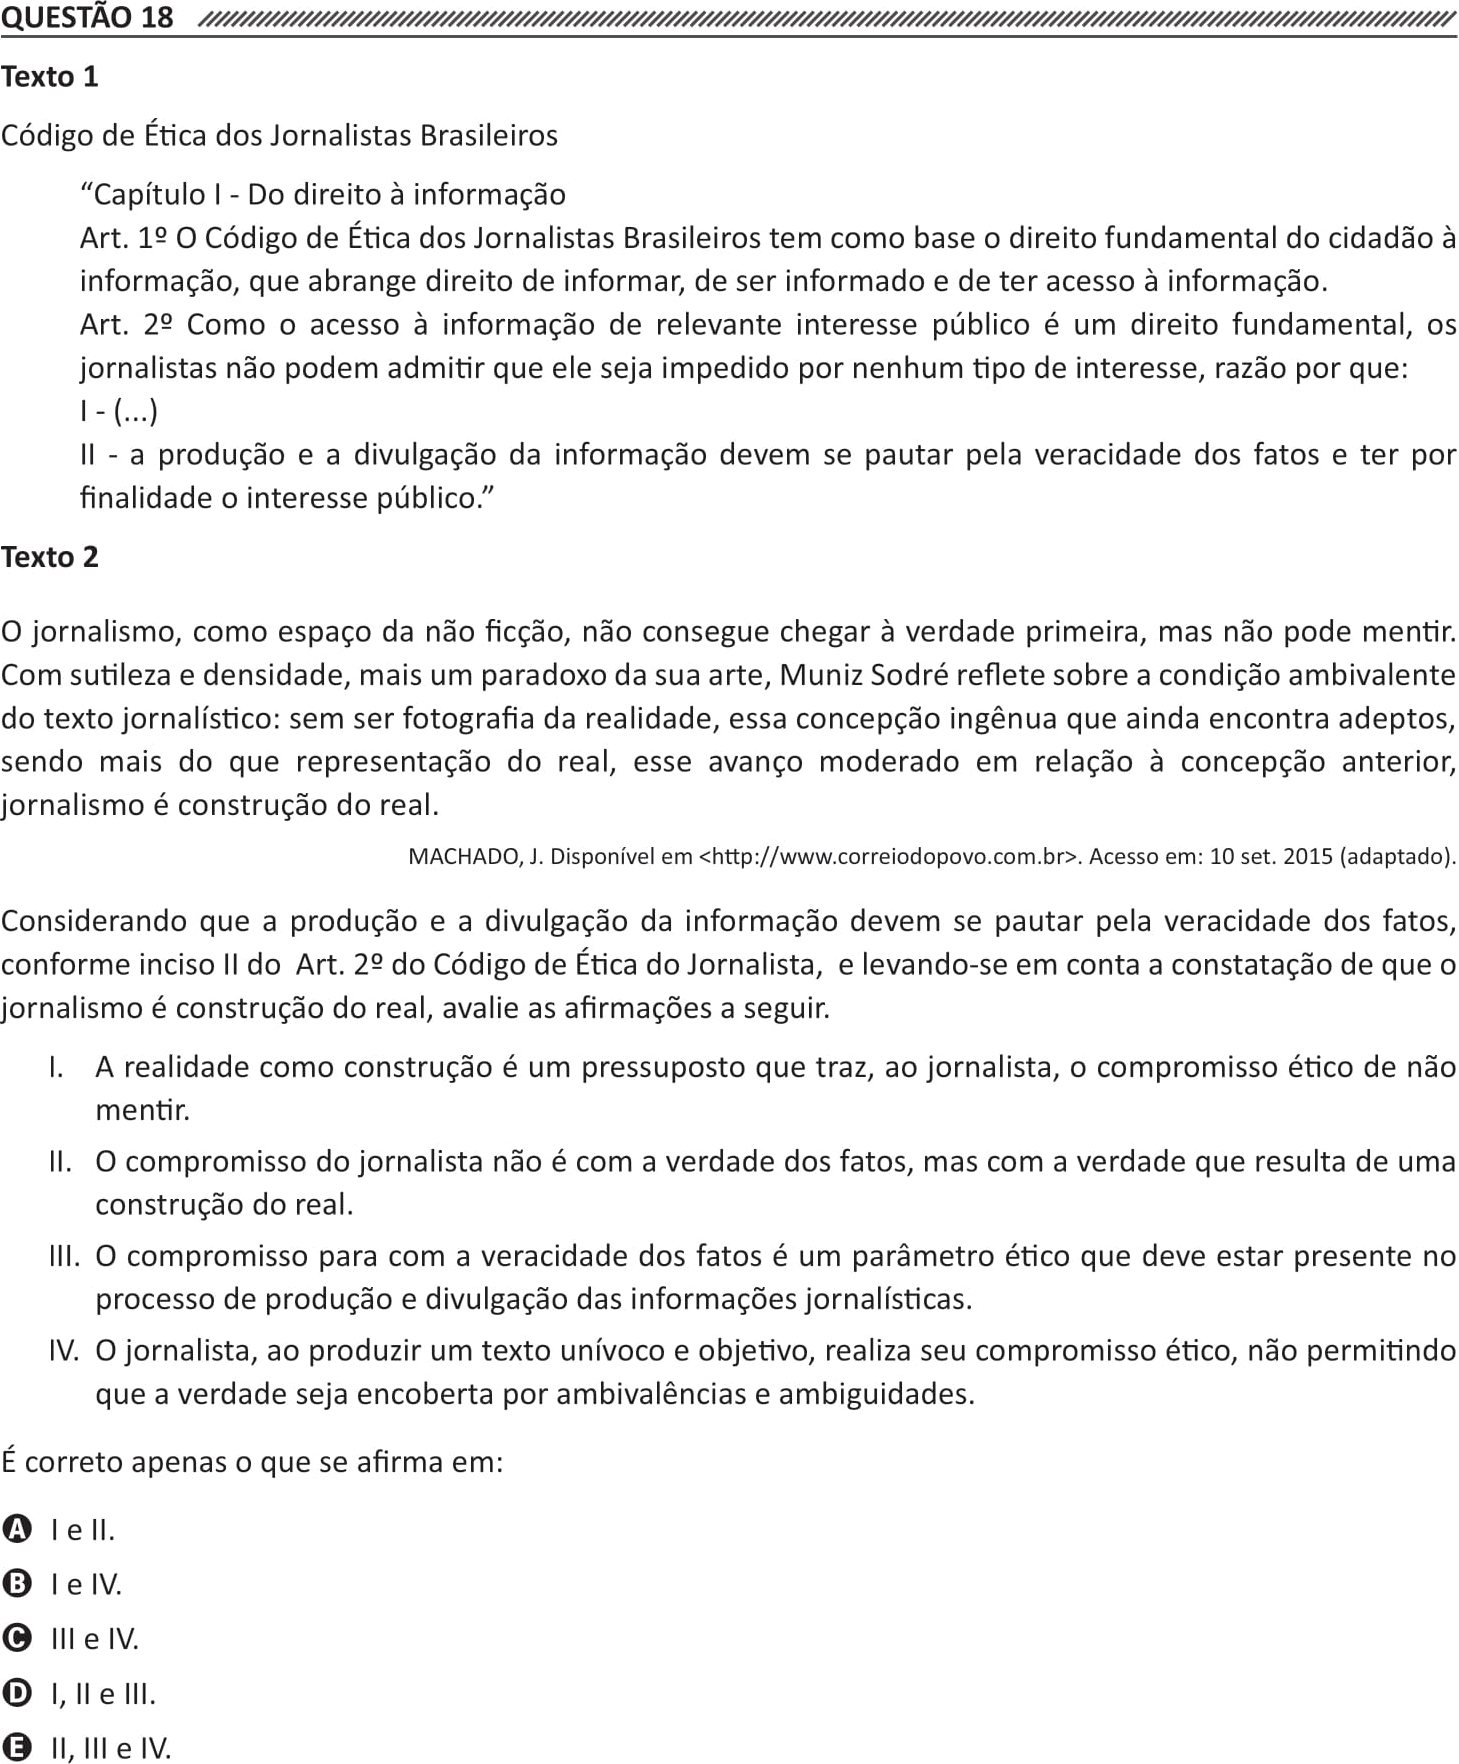 QUESTÃO 18
Texto 1
Código de Ética dos Jornalistas Brasileiros
“Capítulo I - Do direito à informação
Art. 1º O Código de Ética dos Jornalistas Brasileiros tem como base o direito fundamental do cidadão à
informação, que abrange direito de informar, de ser informado e de ter acesso à informação.
Art. 2º Como o acesso à informação de relevante interesse público é um direito fundamental, os
jornalistas não podem admitir que ele seja impedido por nenhum tipo de interesse, razão por que:
I - (...)
II - a produção e a divulgação da informação devem se pautar pela veracidade dos fatos e ter por
finalidade o interesse público.”
Texto 2
O jornalismo, como espaço da não ficção, não consegue chegar à verdade primeira, mas não pode mentir.
Com sutileza e densidade, mais um paradoxo da sua arte, Muniz Sodré reflete sobre a condição ambivalente
do texto jornalístico: sem ser fotografia da realidade, essa concepção ingênua que ainda encontra adeptos,
sendo mais do que representação do real, esse avanço moderado em relação à concepção anterior,
jornalismo é construção do real.
MACHADO, J. Disponível em <http://www.correiodopovo.com.br>. Acesso em: 10 set. 2015 (adaptado).
Considerando que a produção e a divulgação da informação devem se pautar pela veracidade dos fatos,
conforme inciso II do Art. 2º do Código de Ética do Jornalista, e levando-se em conta a constatação de que o
jornalismo é construção do real, avalie as afirmações a seguir.
I. A realidade como construção é um pressuposto que traz, ao jornalista, o compromisso ético de não
mentir.
II. O compromisso do jornalista não é com a verdade dos fatos, mas com a verdade que resulta de uma
construção do real.
III. O compromisso para com a veracidade dos fatos é um parâmetro ético que deve estar presente no
processo de produção e divulgação das informações jornalísticas.
IV. O jornalista, ao produzir um texto unívoco e objetivo, realiza seu compromisso ético, não permitindo
que a verdade seja encoberta por ambivalências e ambiguidades.
É correto apenas o que se afirma em:
A I e II.
B I e IV.
C III e IV.
D I, II e III.
E II, III e IV.